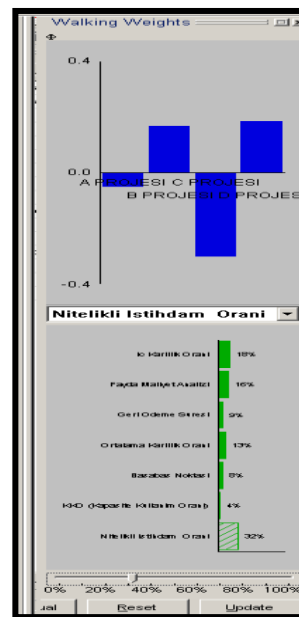 Walking Weights
0.4
0.0
A PROJESI C PROJESI
B PROJESI D PROJESI
-0.4
Nitelikli Istihdam Orani
Ic Karlilik Orani 18%
Fayda Maliyet Analizi 16%
Geri Odeme Suresi 9%
Ortalama Karlilik Orani 13%
Basabas Noktasi 8%
KKO (Kapasite Kullanim Orani) 4%
Nitelikli Istihdam Orani 32%
0% 20% 40% 60% 80% 100%
ual Reset Update